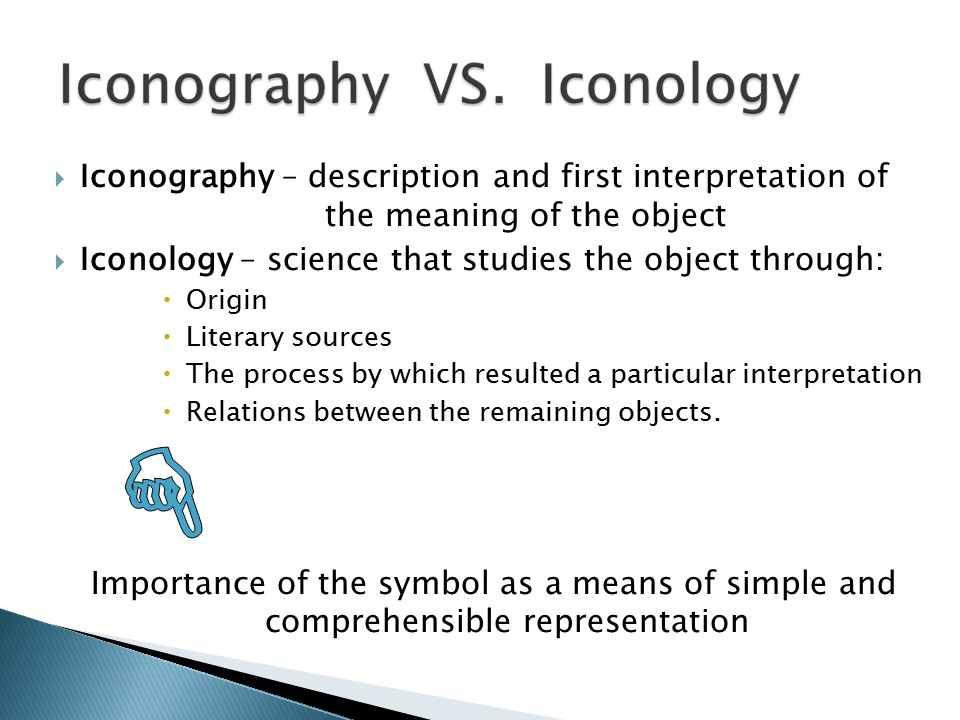 Iconography VS. Iconology
Iconography – description and first interpretation of
the meaning of the object
Iconology – science that studies the object through:
Origin
Literary sources
The process by which resulted a particular interpretation
Relations between the remaining objects.
Importance of the symbol as a means of simple and
comprehensible representation